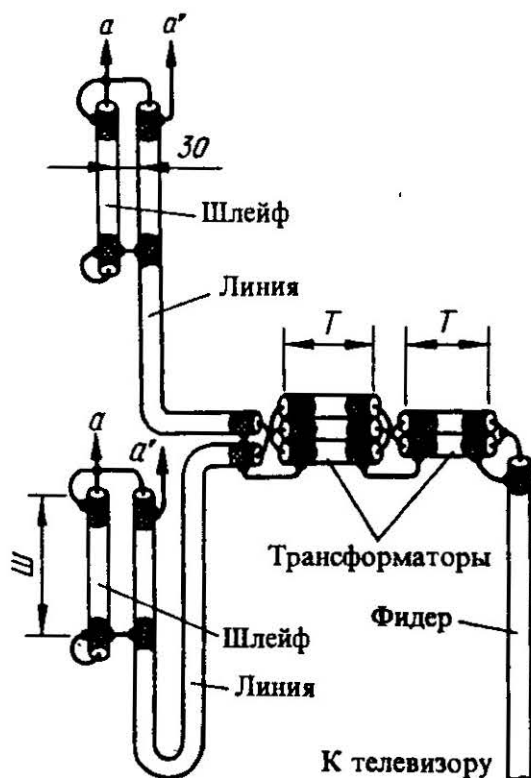 а
а'
30
Шлейф
Линия
Т
Т
а
а'
Ш
Трансформаторы
Шлейф
Фидер
Линия
К телевизору